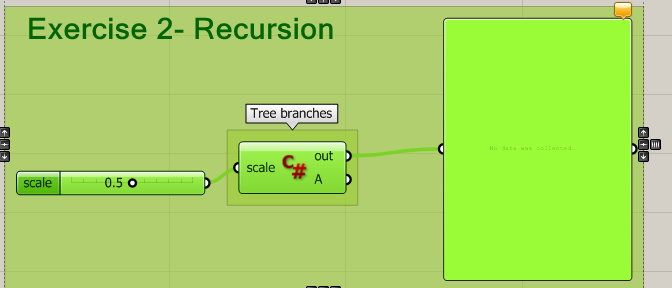 Exercise 2- Recursion
Tree branches
scale 0.5
scale C# out
A
No data was collected...